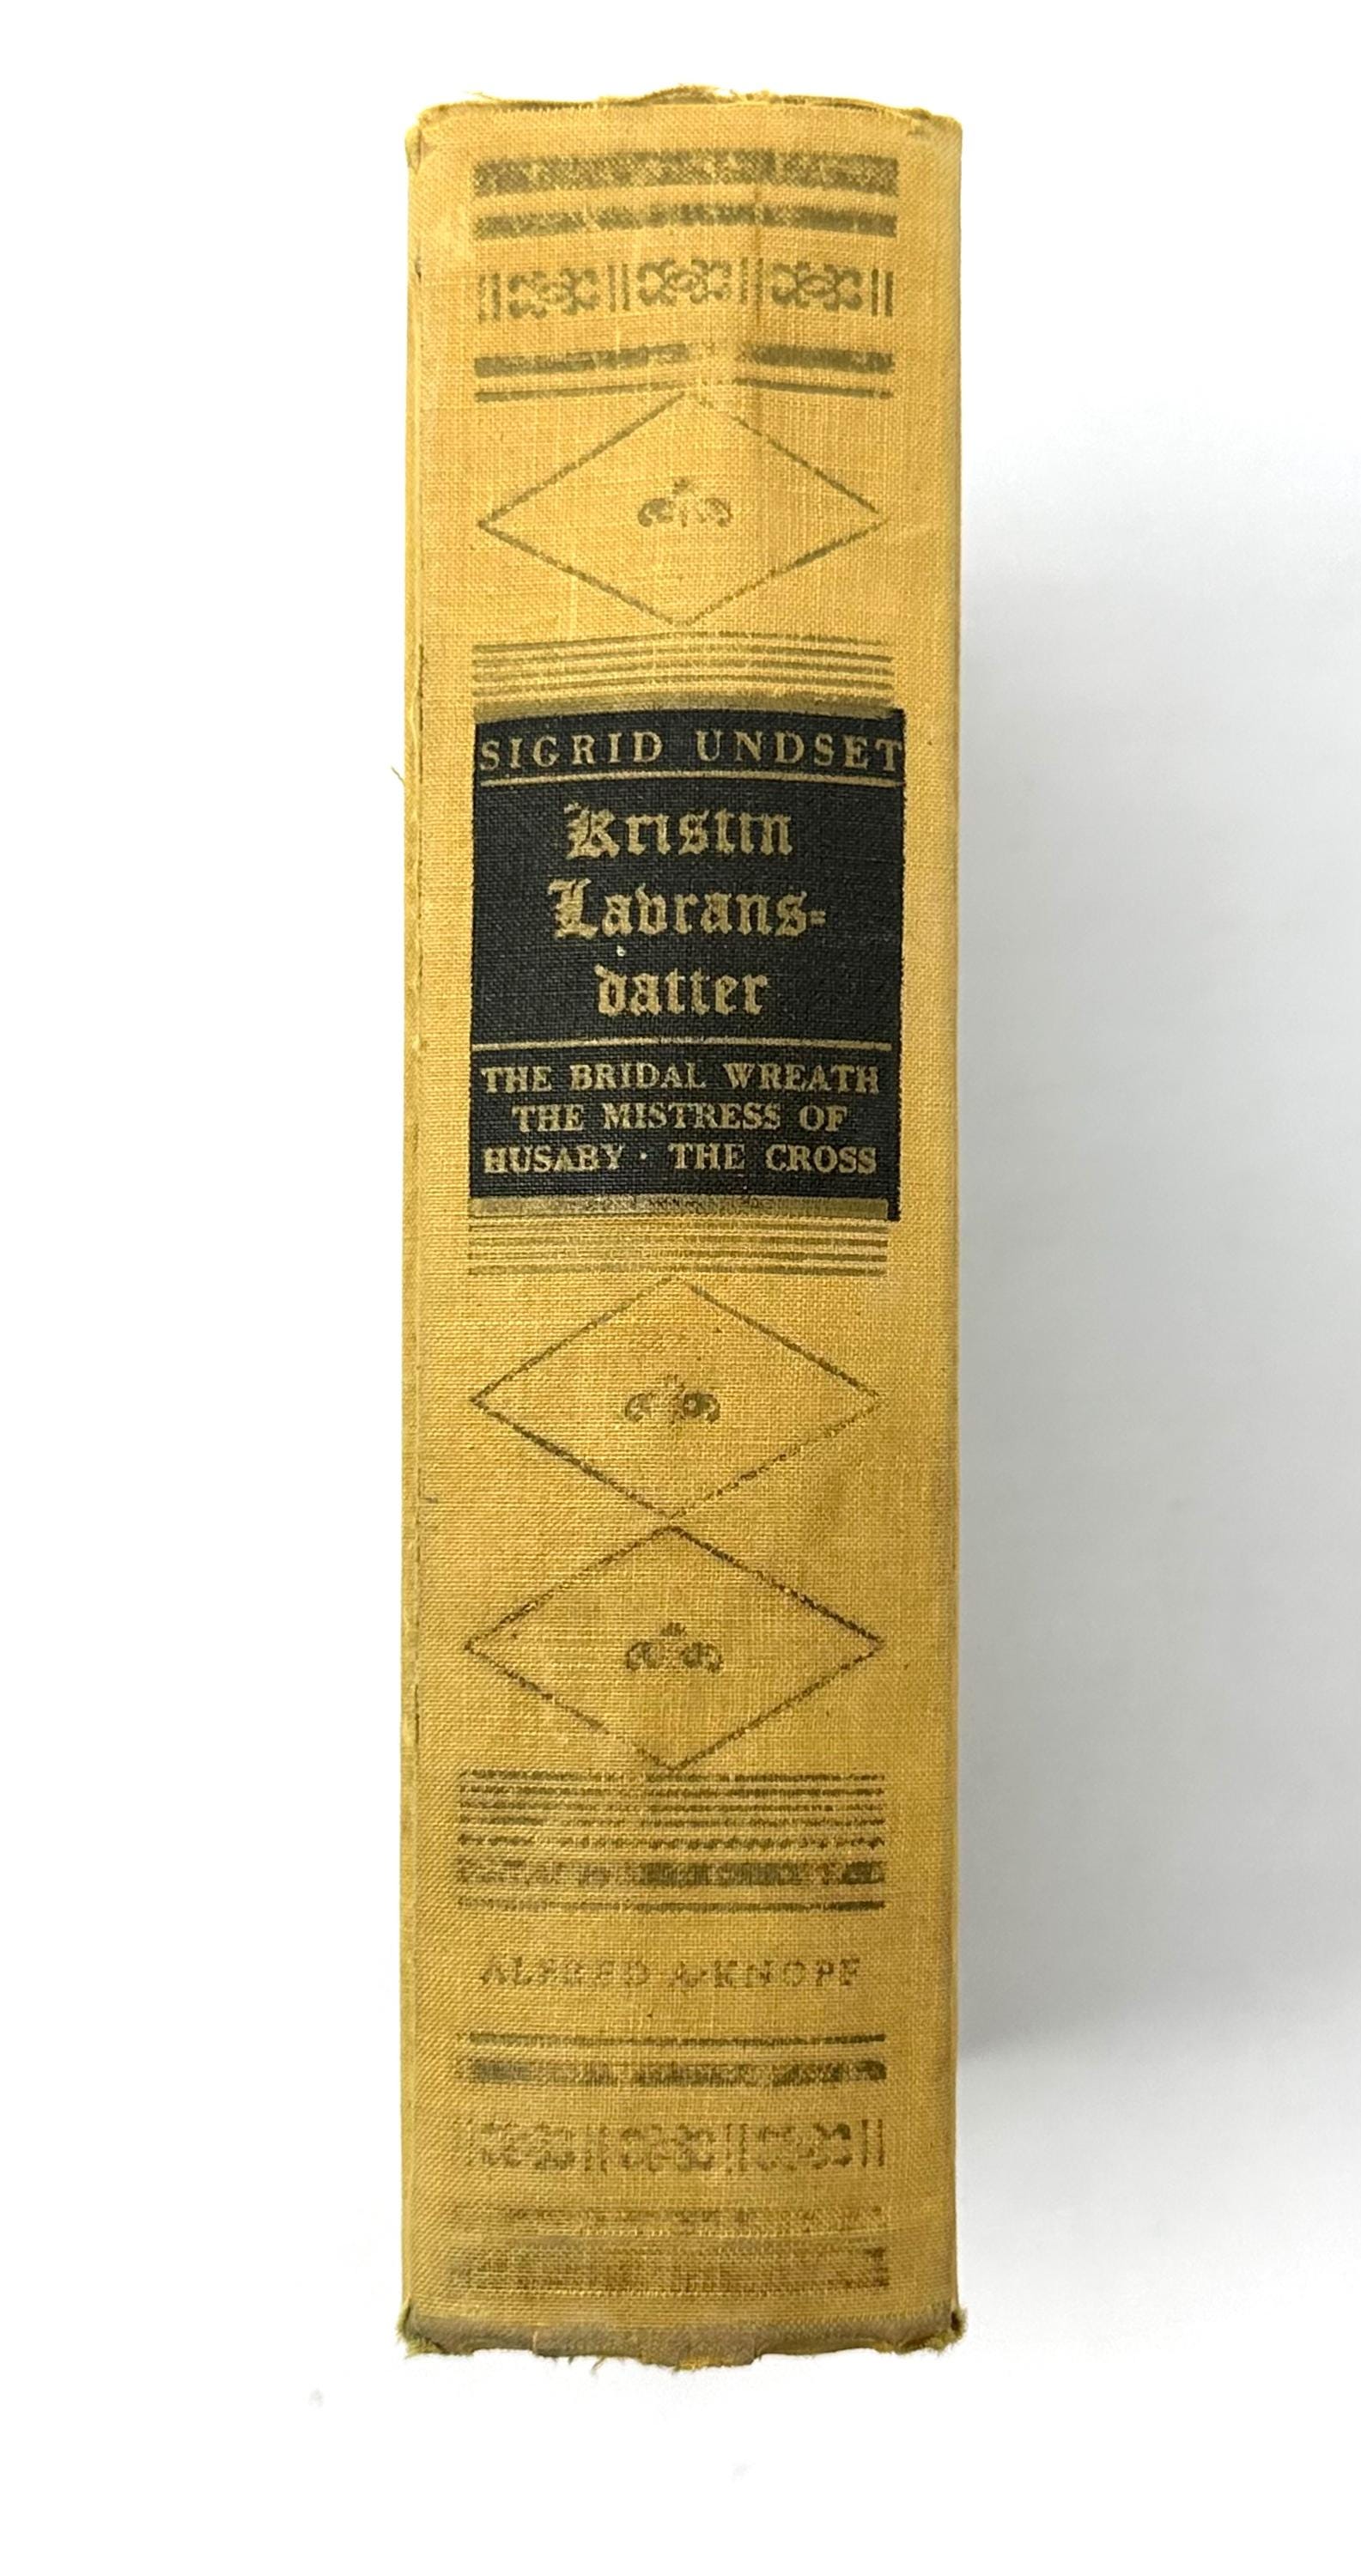 SIGRID UNDSET
Kristin
Lavrans-
datter
THE BRIDAL WREATH
THE MISTRESS OF
HUSABY · THE CROSS
ALFRED A·KNOPF